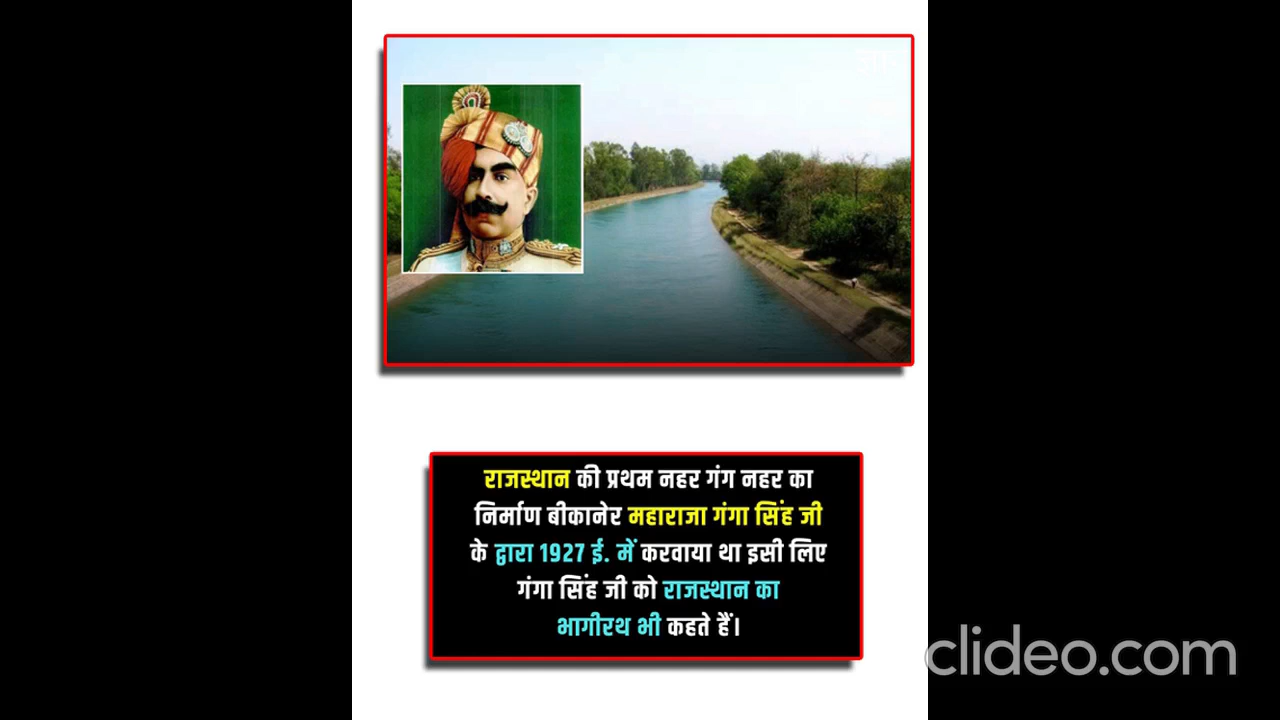 राजस्थान की प्रथम नहर गंग नहर का
निर्माण बीकानेर महाराजा गंगा सिंह जी
के द्वारा 1927 ई. में करवाया था इसी लिए
गंगा सिंह जी को राजस्थान का
भागीरथ भी कहते हैं।
clideo.com